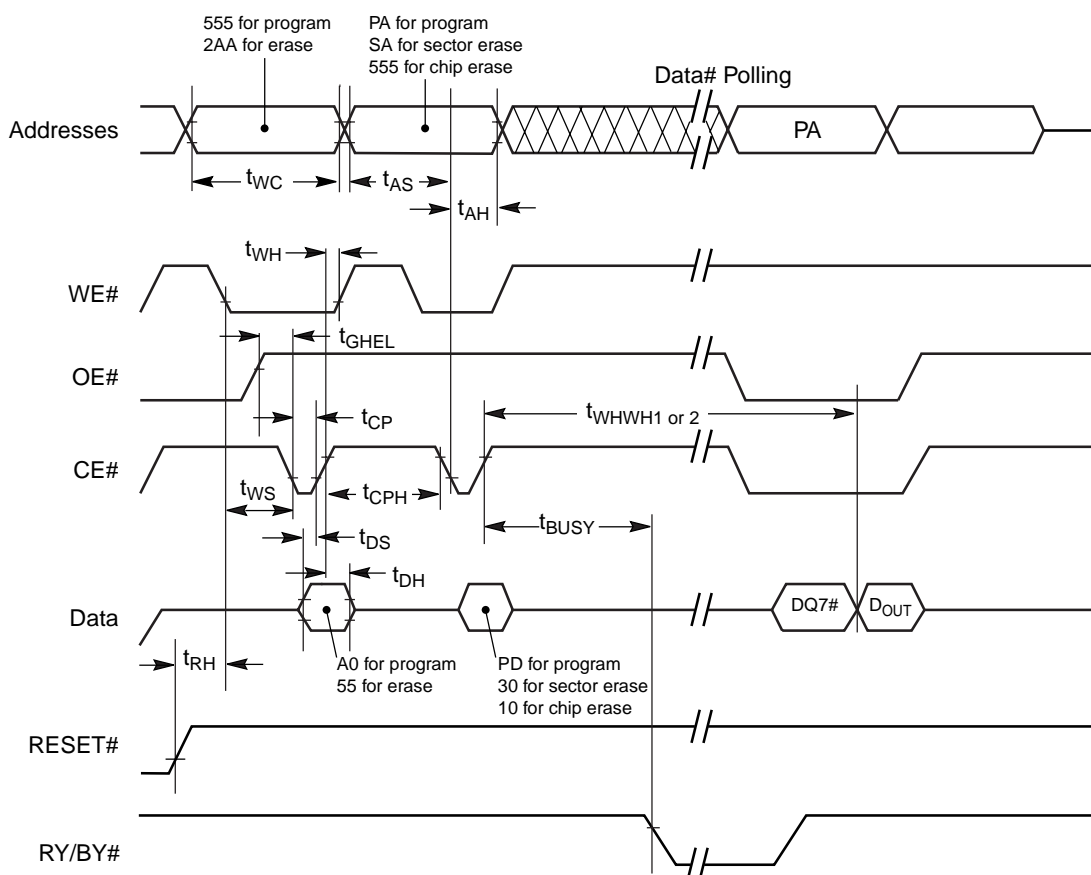 555 for program
2AA for erase
PA for program
SA for sector erase
555 for chip erase
Data# Polling
Addresses
PA
tWC
tAS
tAH
tWH
WE#
tGHEL
OE#
tWHWH1 or 2
tCP
CE#
tWS
tCPH
tBUSY
tDS
tDH
Data
DQ7#
DOUT
tRH
A0 for program
55 for erase
PD for program
30 for sector erase
10 for chip erase
RESET#
RY/BY#